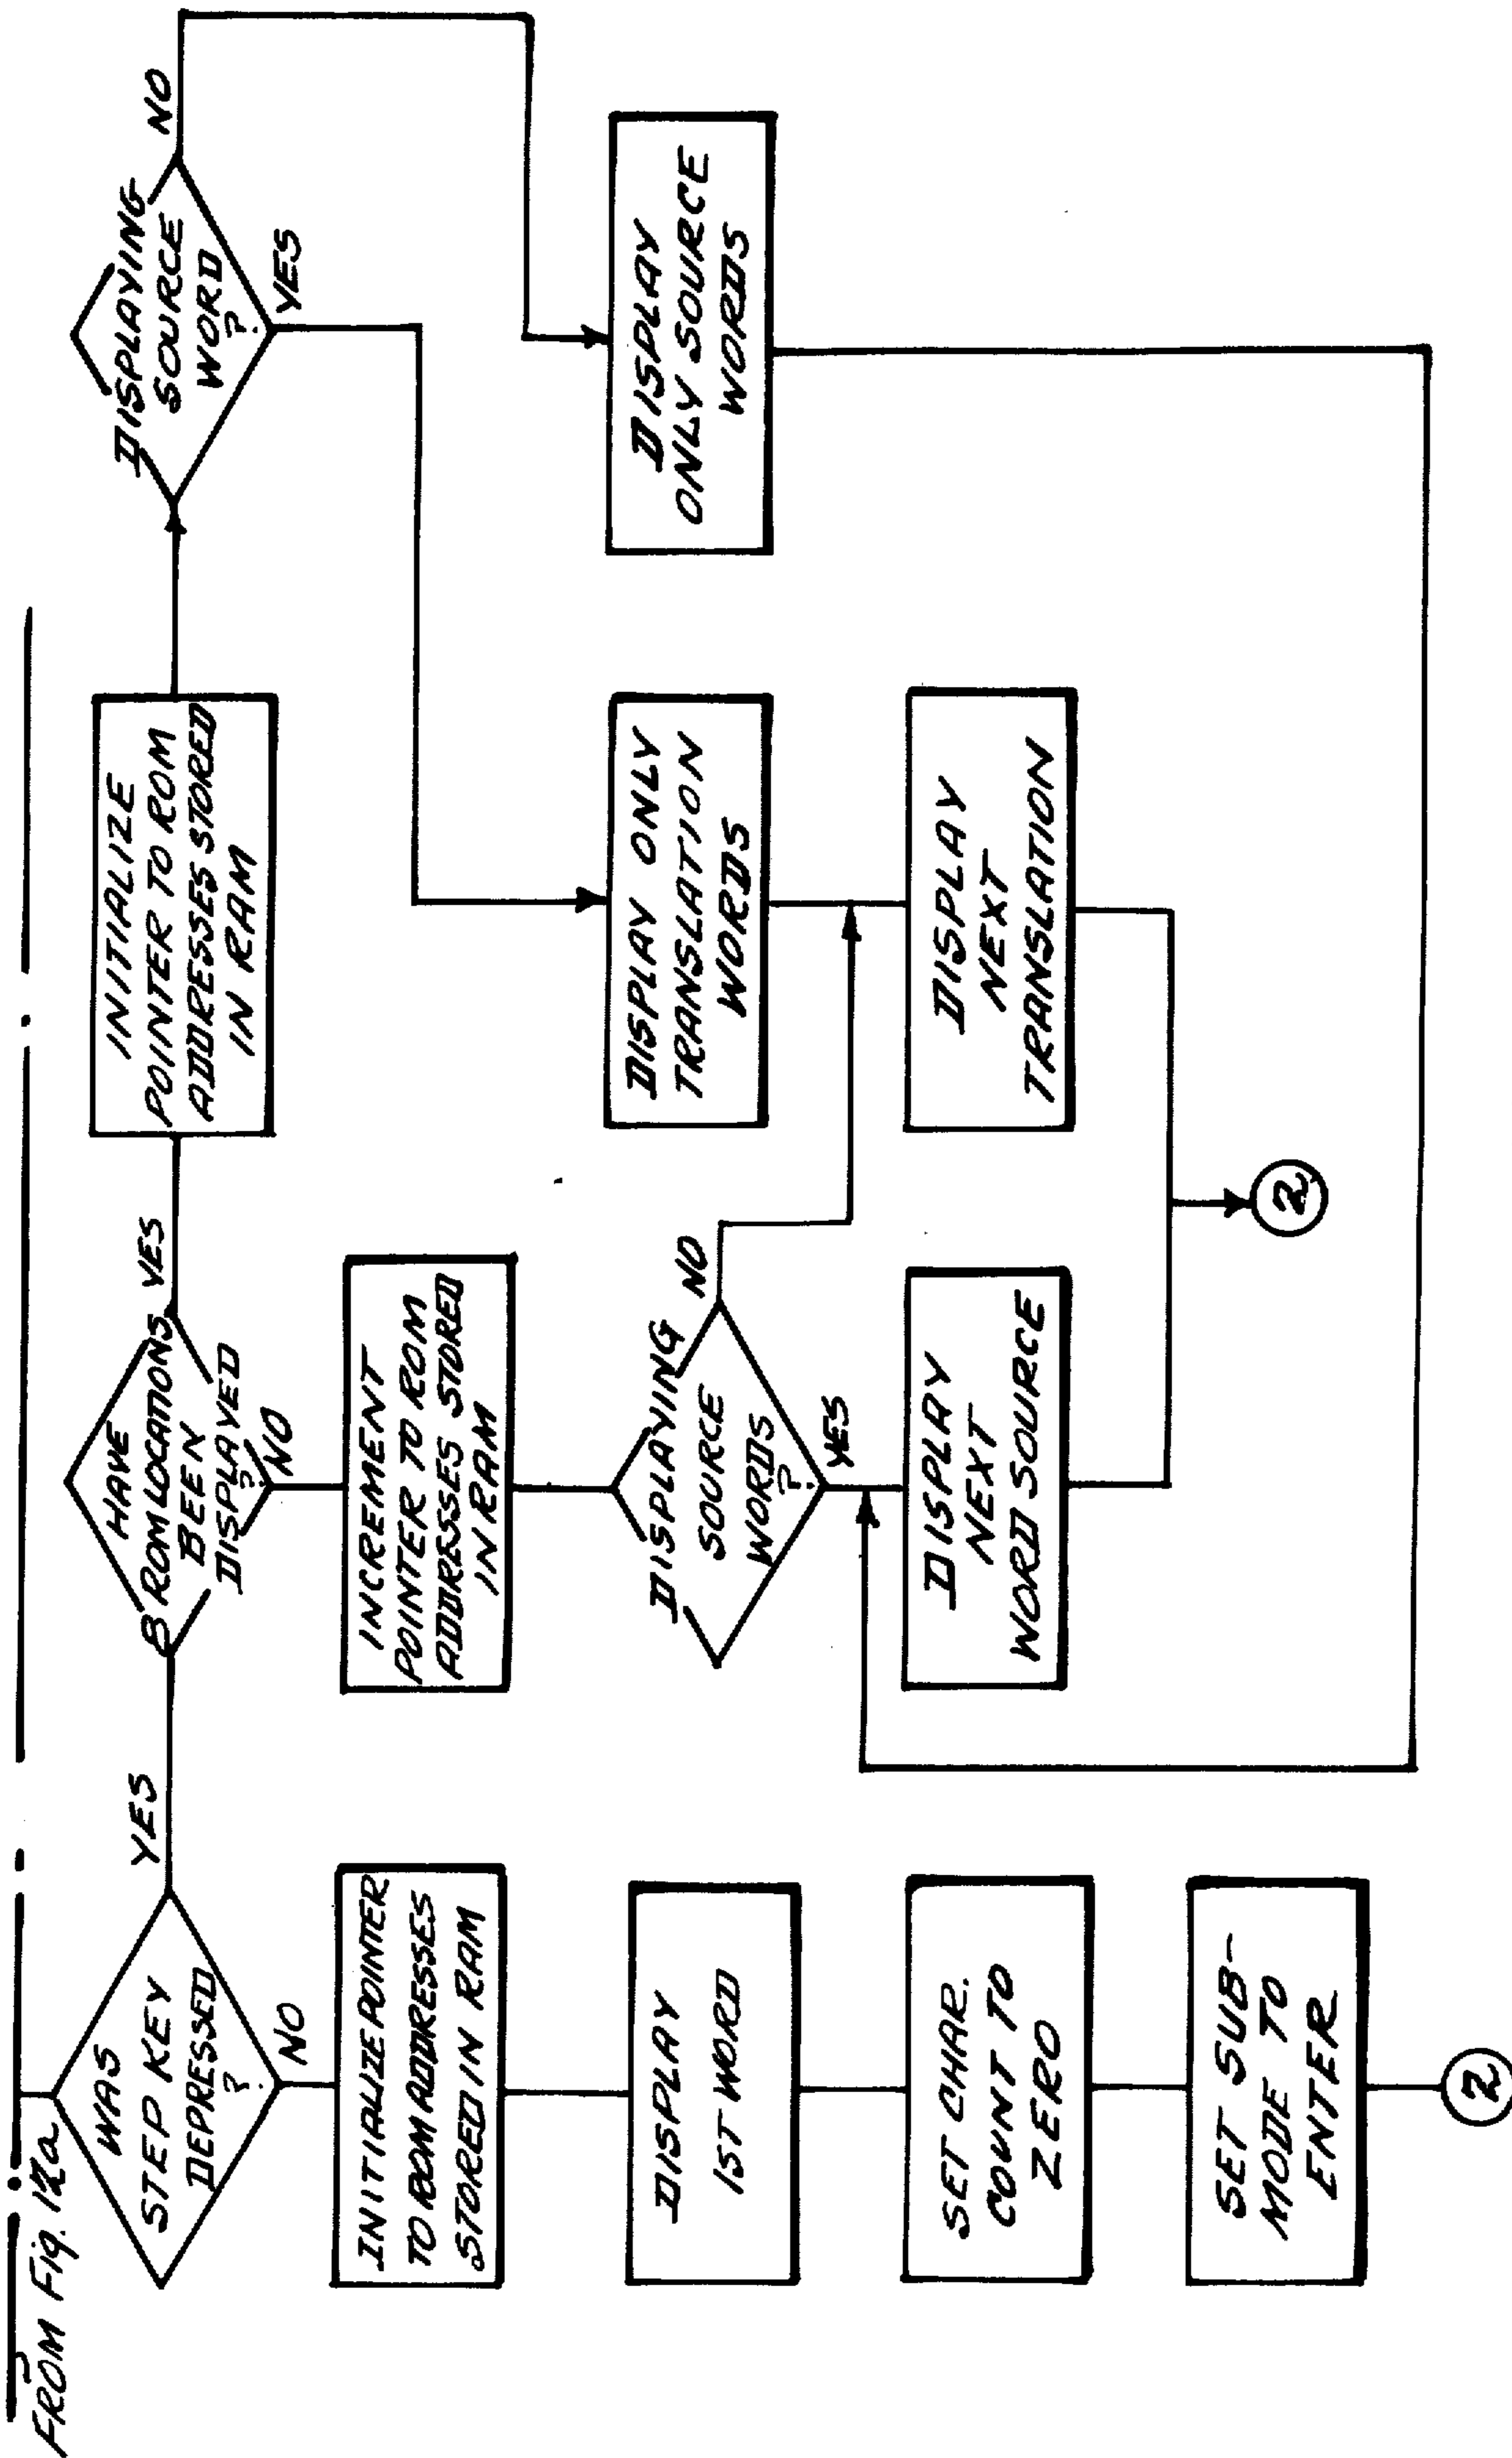 FROM Fig. 12a
WAS
STEP KEY
DEPRESSED
?
YES
NO
INITIALIZE POINTER
TO ROM ADDRESSES
STORED IN RAM
DISPLAY
1ST WORD
SET CHAR.
COUNT TO
ZERO
SET SUB-
MODE TO
ENTER
2
HAVE
8 ROM LOCATIONS
BEEN
DISPLAYED
?
YES
NO
INCREMENT
POINTER TO ROM
ADDRESSES STORED
IN RAM
DISPLAYING
SOURCE
WORDS
?
NO
YES
DISPLAY
NEXT
WORD SOURCE
2
INITIALIZE
POINTER TO ROM
ADDRESSES STORED
IN RAM
DISPLAY ONLY
TRANSLATION
WORDS
DISPLAY
NEXT
TRANSLATION
DISPLAYING
SOURCE
WORD
?
NO
YES
DISPLAY
ONLY SOURCE
WORDS